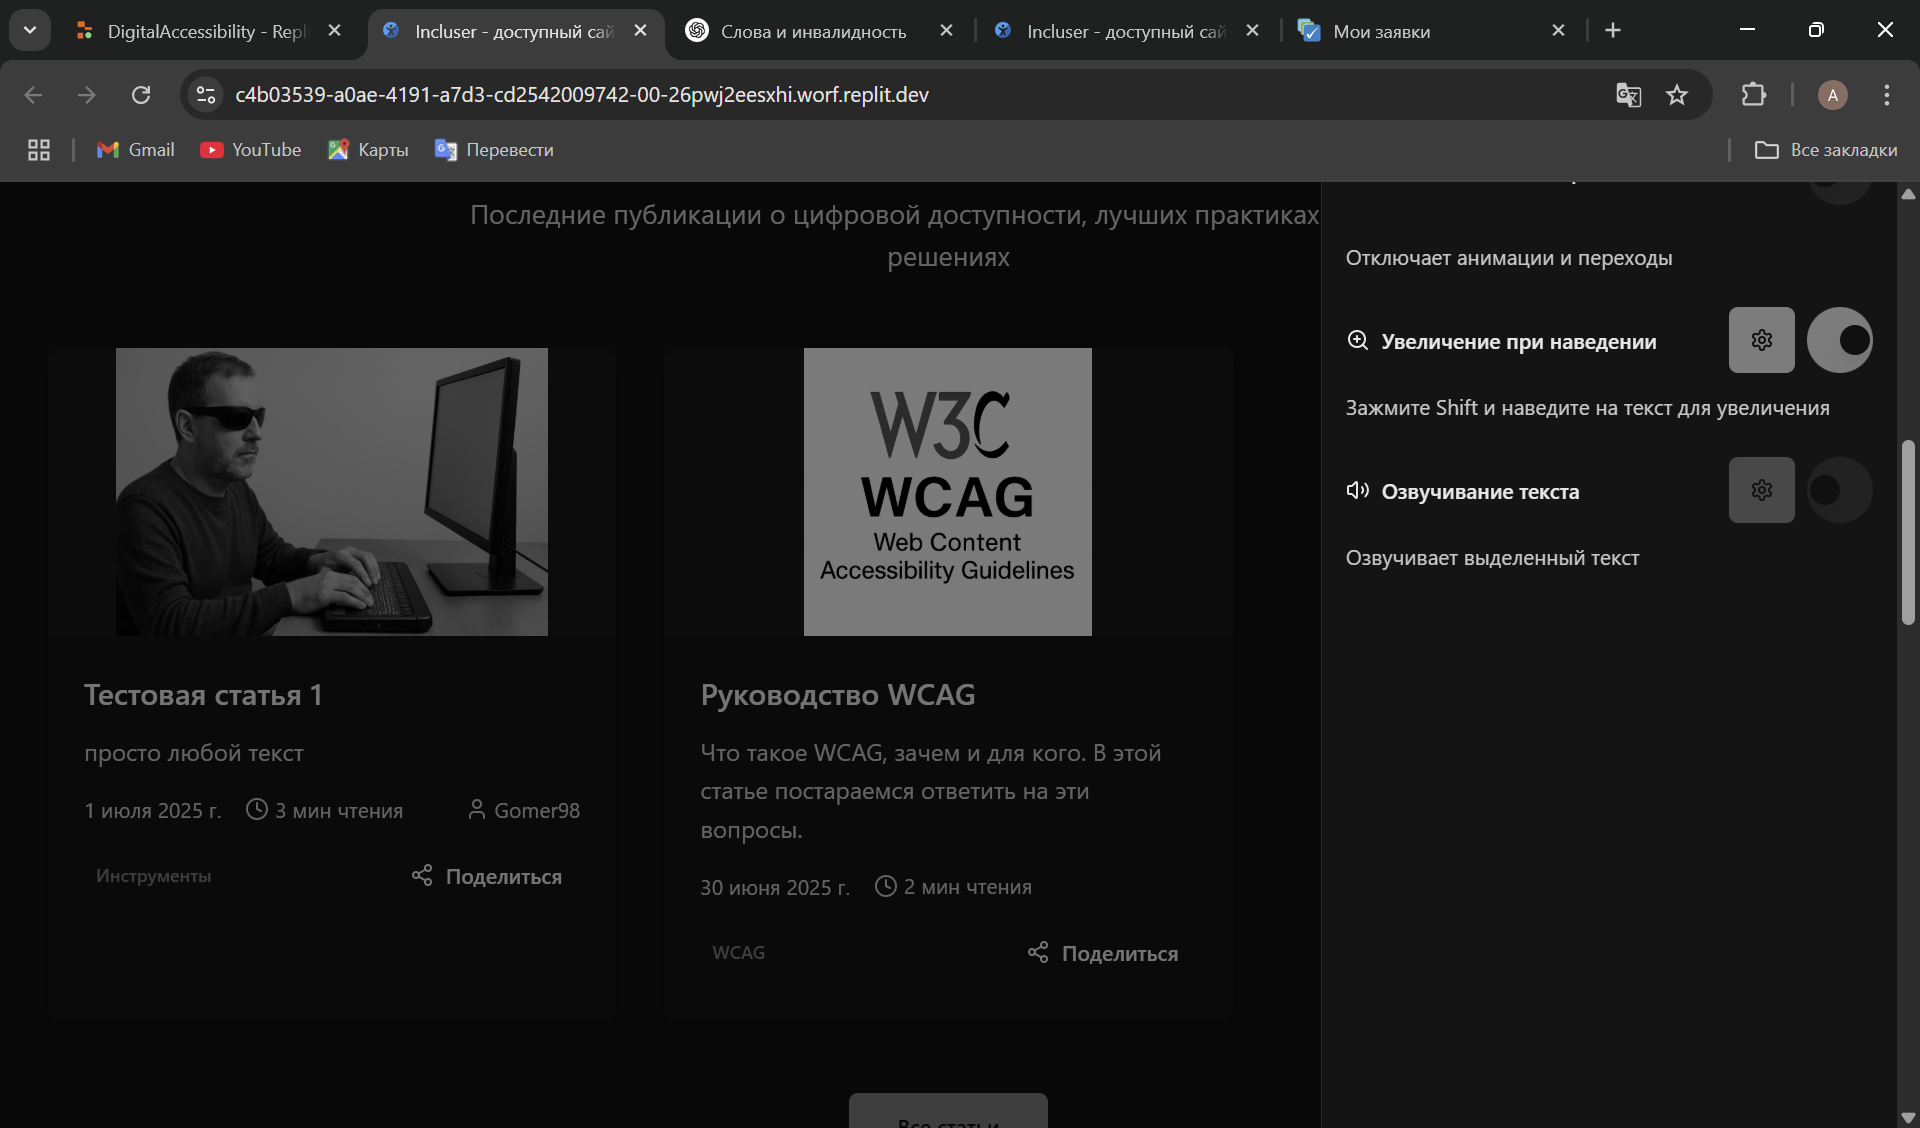 DigitalAccessibility - Repl
Incluser - доступный сай
Слова и инвалидность
Incluser - доступный сай
Мои заявки
c4b03539-a0ae-4191-a7d3-cd2542009742-00-26pwj2eesxhi.worf.replit.dev
A
Gmail
YouTube
Карты
Перевести
Все закладки
Последние публикации о цифровой доступности, лучших практиках
решениях
W3C
WCAG
Web Content
Accessibility Guidelines
Тестовая статья 1
просто любой текст
1 июля 2025 г.
3 мин чтения
Gomer98
Инструменты
Поделиться
Руководство WCAG
Что такое WCAG, зачем и для кого. В этой
статье постараемся ответить на эти
вопросы.
30 июня 2025 г.
2 мин чтения
WCAG
Поделиться
Все статьи
Отключает анимации и переходы
Увеличение при наведении
Зажмите Shift и наведите на текст для увеличения
Озвучивание текста
Озвучивает выделенный текст